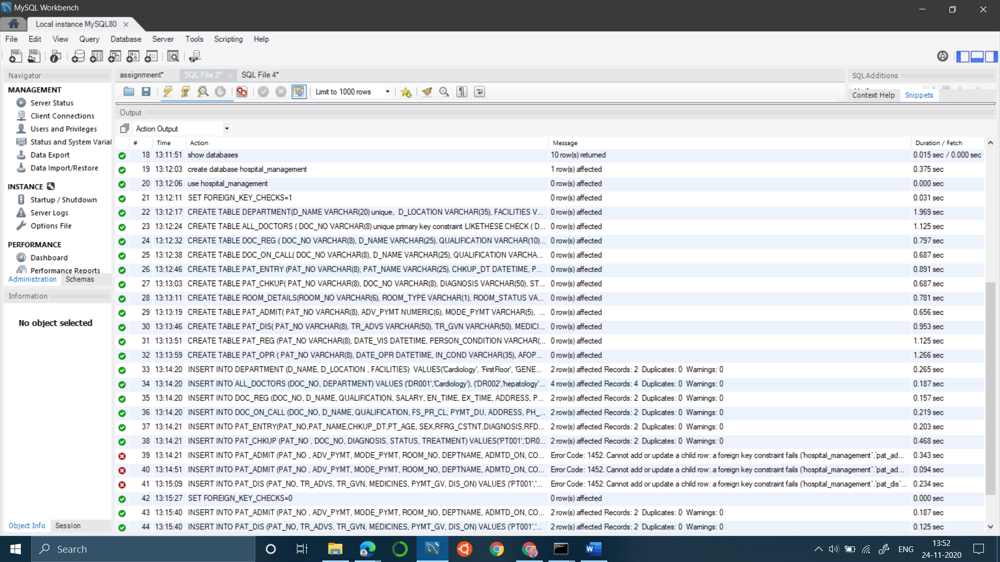 MySQL Workbench
Local instance MySQL80
File Edit View Query Database Server Tools Scripting Help
Navigator
MANAGEMENT
Server Status
Client Connections
Users and Privileges
Status and System Varial
Data Export
Data Import/Restore
INSTANCE
Startup / Shutdown
Server Logs
Options File
PERFORMANCE
Dashboard
Performance Reports
Administration Schemas
Information
No object selected
Object Info Session
assignmnent* SQL File 3* SQL File 4*
Limit to 1000 rows
SQLAdditions
Context Help Snippets
Output
Action Output
# Time Action Message Duration / Fetch
18 13:11:51 show databases 10 row(s) returned 0.015 sec / 0.000 sec
19 13:12:03 create database hospital_management 1 row(s) affected 0.375 sec
20 13:12:06 use hospital_management 0 row(s) affected 0.000 sec
21 13:12:11 SET FOREIGN_KEY_CHECKS=1 0 row(s) affected 0.031 sec
22 13:12:17 CREATE TABLE DEPARTMENT(D_NAME VARCHAR(20) unique, D_LOCATION VARCHAR(35), FACILITIES V... 0 row(s) affected 1.969 sec
23 13:12:24 CREATE TABLE ALL_DOCTORS ( DOC_NO VARCHAR(8) unique primary key constraint LIKETHESE CHECK ( D... 0 row(s) affected 1.125 sec
24 13:12:32 CREATE TABLE DOC_REG ( DOC_NO VARCHAR(8), D_NAME VARCHAR(25), QUALIFICATION VARCHAR(10)... 0 row(s) affected 0.797 sec
25 13:12:38 CREATE TABLE DOC_ON_CALL( DOC_NO VARCHAR(8), D_NAME VARCHAR(25), QUALIFICATION VARCHA... 0 row(s) affected 0.687 sec
26 13:12:46 CREATE TABLE PAT_ENTRY (PAT_NO VARCHAR(8), PAT_NAME VARCHAR(25), CHKUP_DT DATETIME, P... 0 row(s) affected 0.891 sec
27 13:13:03 CREATE TABLE PAT_CHKUP( PAT_NO VARCHAR(8), DOC_NO VARCHAR(8), DIAGNOSIS VARCHAR(50), ST... 0 row(s) affected 0.687 sec
28 13:13:11 CREATE TABLE ROOM_DETAILS(ROOM_NO VARCHAR(6), ROOM_TYPE VARCHAR(1), ROOM_STATUS VA... 0 row(s) affected 0.781 sec
29 13:13:19 CREATE TABLE PAT_ADMIT( PAT_NO VARCHAR(8), ADV_PYMT NUMERIC(6), MODE_PYMT VARCHAR(5), ... 0 row(s) affected 0.656 sec
30 13:13:46 CREATE TABLE PAT_DIS( PAT_NO VARCHAR(8), TR_ADVS VARCHAR(50), TR_GVN VARCHAR(50), MEDICI... 0 row(s) affected 0.953 sec
31 13:13:51 CREATE TABLE PAT_REG (PAT_NO VARCHAR(8), DATE_VIS DATETIME, PERSON_CONDITION VARCHAR(... 0 row(s) affected 1.125 sec
32 13:13:59 CREATE TABLE PAT_OPR ( PAT_NO VARCHAR(8), DATE_OPR DATETIME, IN_COND VARCHAR(35), AFOP... 0 row(s) affected 1.266 sec
33 13:14:20 INSERT INTO DEPARTMENT (D_NAME, D_LOCATION , FACILITIES) VALUES('Cardiology', 'FirstFloor', 'GENE... 2 row(s) affected Records: 2 Duplicates: 0 Warnings: 0 0.265 sec
34 13:14:20 INSERT INTO ALL_DOCTORS (DOC_NO, DEPARTMENT) VALUES ('DR001','Cardiology'), ('DR002','hepatology'... 4 row(s) affected Records: 4 Duplicates: 0 Warnings: 0 0.187 sec
35 13:14:20 INSERT INTO DOC_REG (DOC_NO, D_NAME, QUALIFICATION, SALARY, EN_TIME, EX_TIME, ADDRESS, P... 2 row(s) affected Records: 2 Duplicates: 0 Warnings: 0 0.157 sec
36 13:14:20 INSERT INTO DOC_ON_CALL (DOC_NO, D_NAME, QUALIFICATION, FS_PR_CL, PYMT_DU, ADDRESS, PH_... 2 row(s) affected Records: 2 Duplicates: 0 Warnings: 0 0.219 sec
37 13:14:21 INSERT INTO PAT_ENTRY(PAT_NO,PAT_NAME,CHKUP_DT,PT_AGE, SEX,RFRG_CSTNT,DIAGNOSIS,RFD... 2 row(s) affected Records: 2 Duplicates: 0 Warnings: 0 0.203 sec
38 13:14:21 INSERT INTO PAT_CHKUP (PAT_NO , DOC_NO, DIAGNOSIS, STATUS, TREATMENT) VALUES('PT001','DR0... 2 row(s) affected Records: 2 Duplicates: 0 Warnings: 0 0.468 sec
39 13:14:21 INSERT INTO PAT_ADMIT (PAT_NO , ADV_PYMT, MODE_PYMT, ROOM_NO, DEPTNAME, ADMTD_ON, CO... Error Code: 1452. Cannot add or update a child row: a foreign key constraint fails (`hospital_management`.`pat_ad... 0.343 sec
40 13:14:51 INSERT INTO PAT_ADMIT (PAT_NO , ADV_PYMT, MODE_PYMT, ROOM_NO, DEPTNAME, ADMTD_ON, CO... Error Code: 1452. Cannot add or update a child row: a foreign key constraint fails (`hospital_management`.`pat_ad... 0.094 sec
41 13:15:09 INSERT INTO PAT_DIS (PAT_NO, TR_ADVS, TR_GVN, MEDICINES, PYMT_GV, DIS_ON) VALUES ('PT001','... Error Code: 1452. Cannot add or update a child row: a foreign key constraint fails (`hospital_management`.`pat_dis`... 0.234 sec
42 13:15:27 SET FOREIGN_KEY_CHECKS=0 0 row(s) affected 0.000 sec
43 13:15:40 INSERT INTO PAT_ADMIT (PAT_NO , ADV_PYMT, MODE_PYMT, ROOM_NO, DEPTNAME, ADMTD_ON, CO... 2 row(s) affected Records: 2 Duplicates: 0 Warnings: 0 0.187 sec
44 13:15:40 INSERT INTO PAT_DIS (PAT_NO, TR_ADVS, TR_GVN, MEDICINES, PYMT_GV, DIS_ON) VALUES ('PT001','... 2 row(s) affected Records: 2 Duplicates: 0 Warnings: 0 0.125 sec
Search
ENG
13:52
24-11-2020